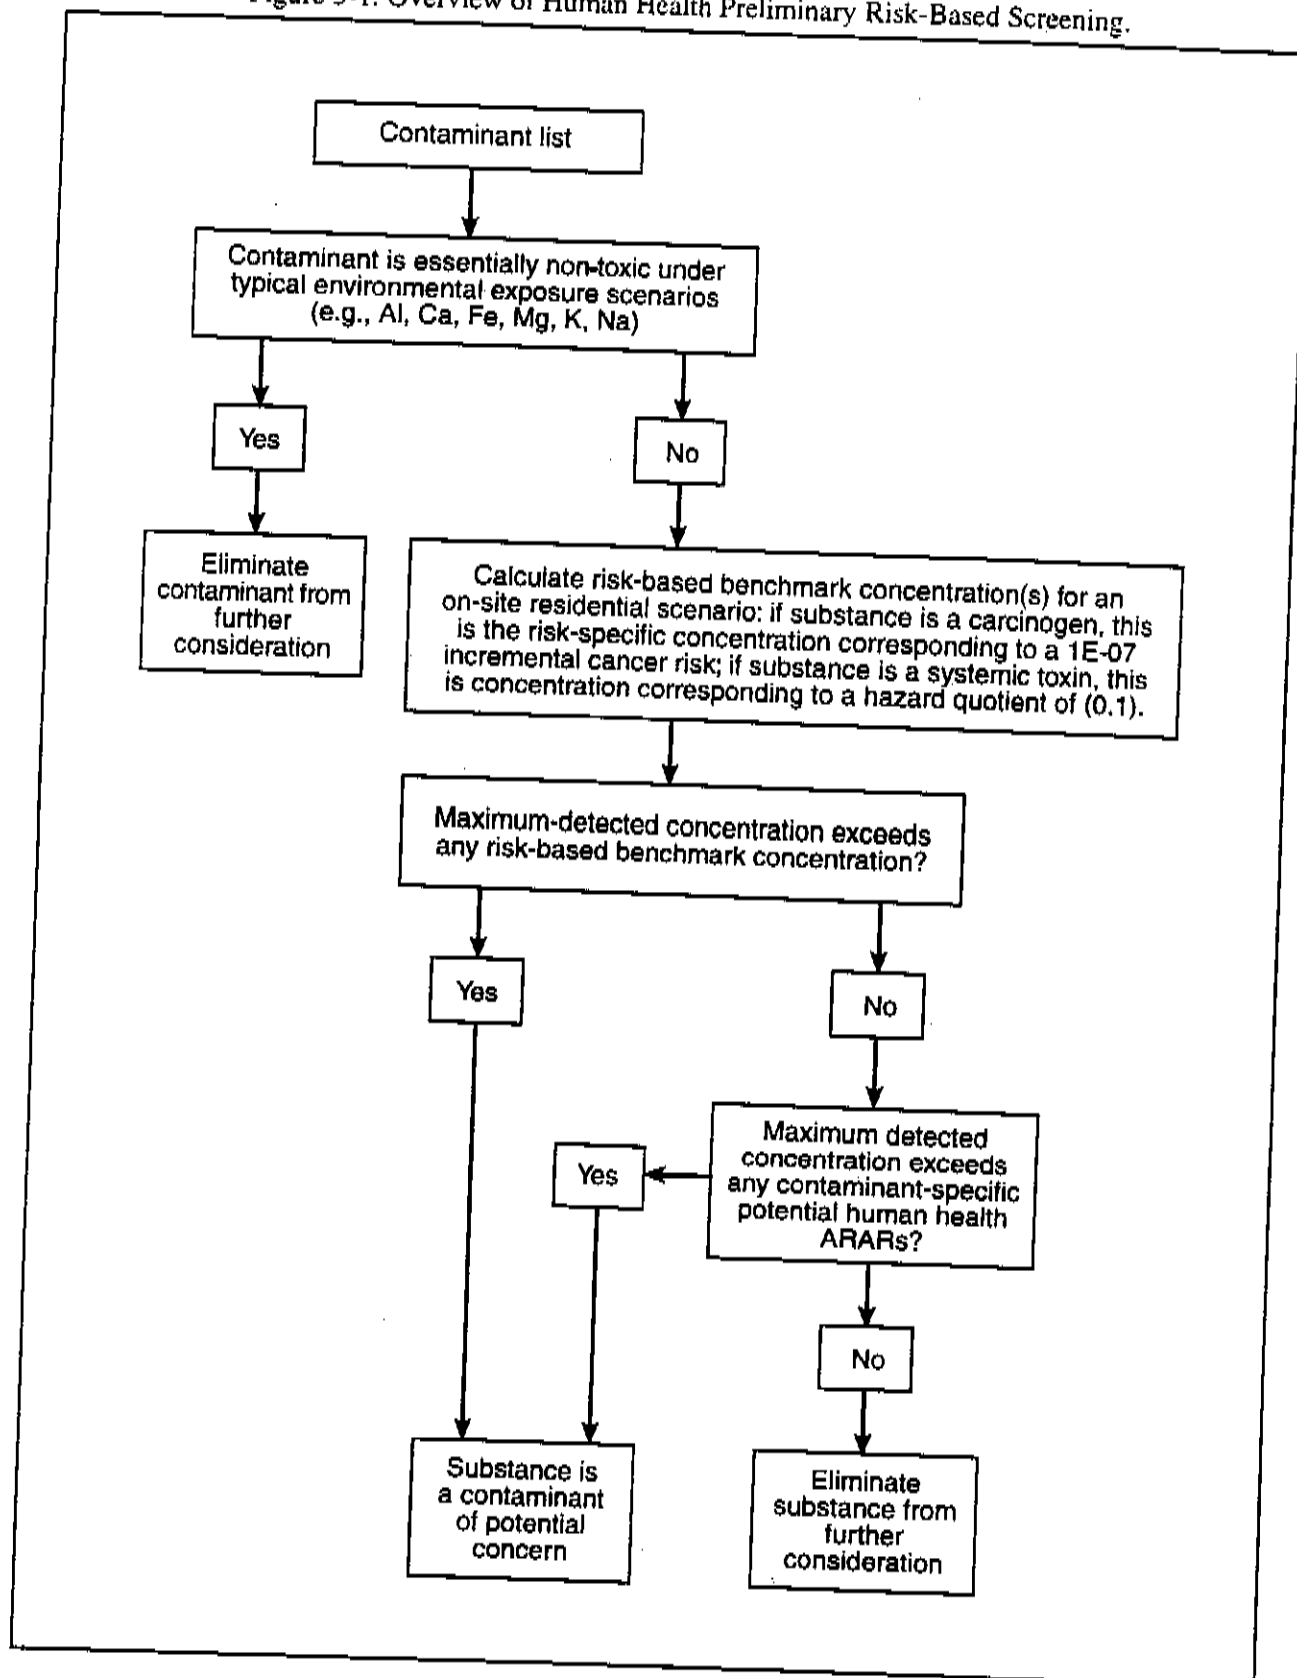 Overview of Human Health Preliminary Risk-Based Screening.
Contaminant list
Contaminant is essentially non-toxic under
typical environmental exposure scenarios
(e.g., Al, Ca, Fe, Mg, K, Na)
Yes
No
Eliminate
contaminant from
further
consideration
Calculate risk-based benchmark concentration(s) for an
on-site residential scenario: if substance is a carcinogen, this
is the risk-specific concentration corresponding to a 1E-07
incremental cancer risk; if substance is a systemic toxin, this
is concentration corresponding to a hazard quotient of (0.1).
Maximum-detected concentration exceeds
any risk-based benchmark concentration?
Yes
No
Maximum detected
concentration exceeds
any contaminant-specific
potential human health
ARARs?
Yes
No
Substance is
a contaminant
of potential
concern
Eliminate
substance from
further
consideration